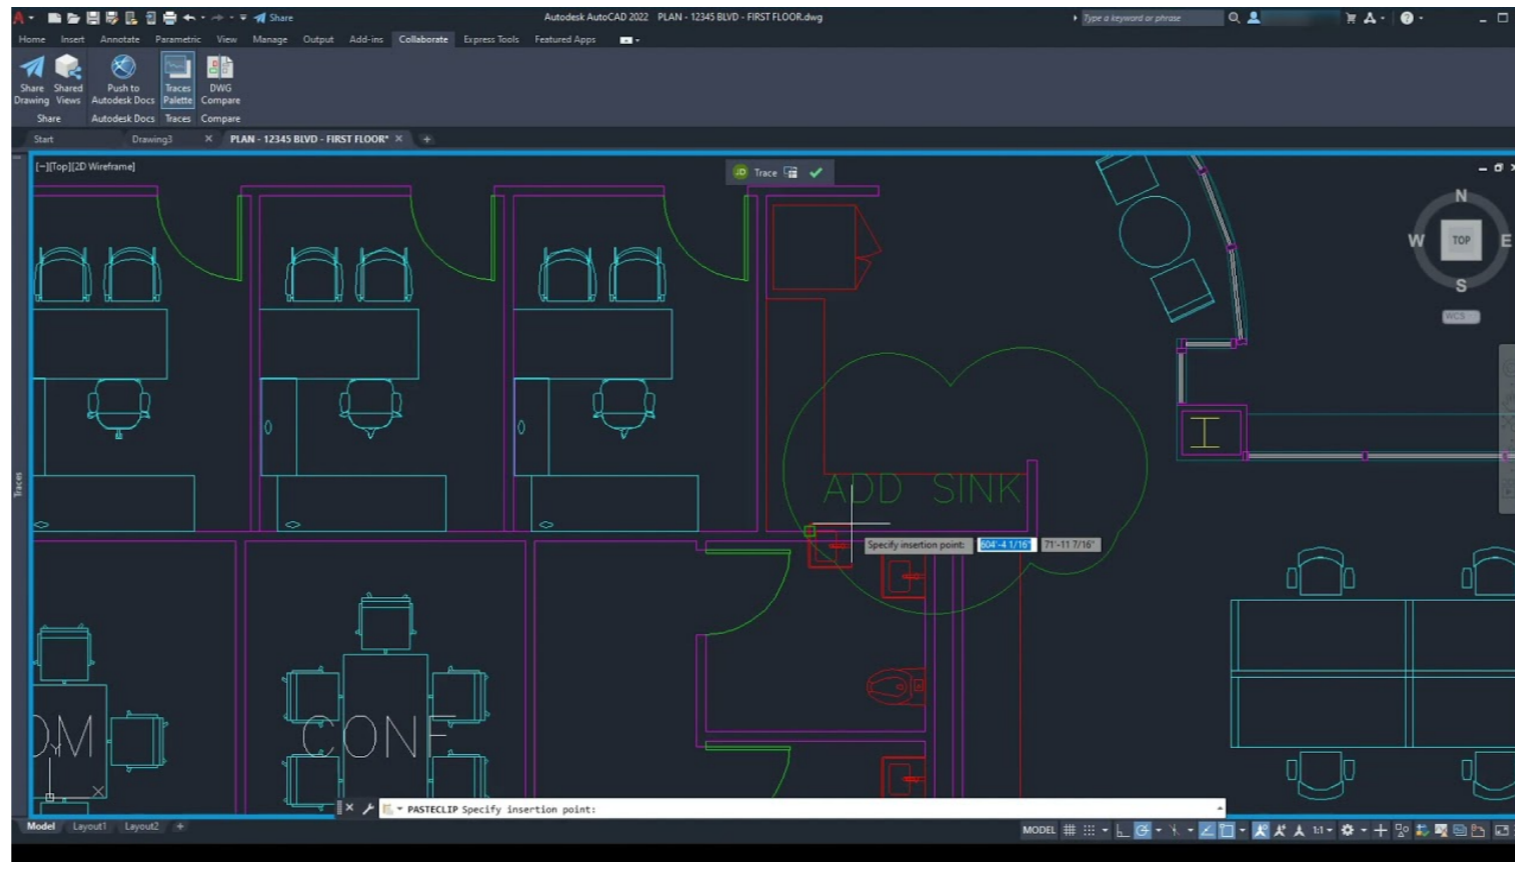 Share
Autodesk AutoCAD 2022 PLAN - 12345 BLVD - FIRST FLOOR.dwg
Type a keyword or phrase
Home Insert Annotate Parametric View Manage Output Add-ins Collaborate Express Tools Featured Apps
Share Drawing
Shared Views
Push to Autodesk Docs
Traces Palette
DWG Compare
Share Autodesk Docs Traces Compare
Start Drawing3 PLAN - 12345 BLVD - FIRST FLOOR*
[−][Top][2D Wireframe]
JD Trace
N
W TOP E
S
WCS
Traces
ADD SINK
Specify insertion point: 604'-4 1/16" 71'-11 7/16"
OM
CONF
Y
X
PASTECLIP Specify insertion point:
Model Layout1 Layout2 +
MODEL 1:1